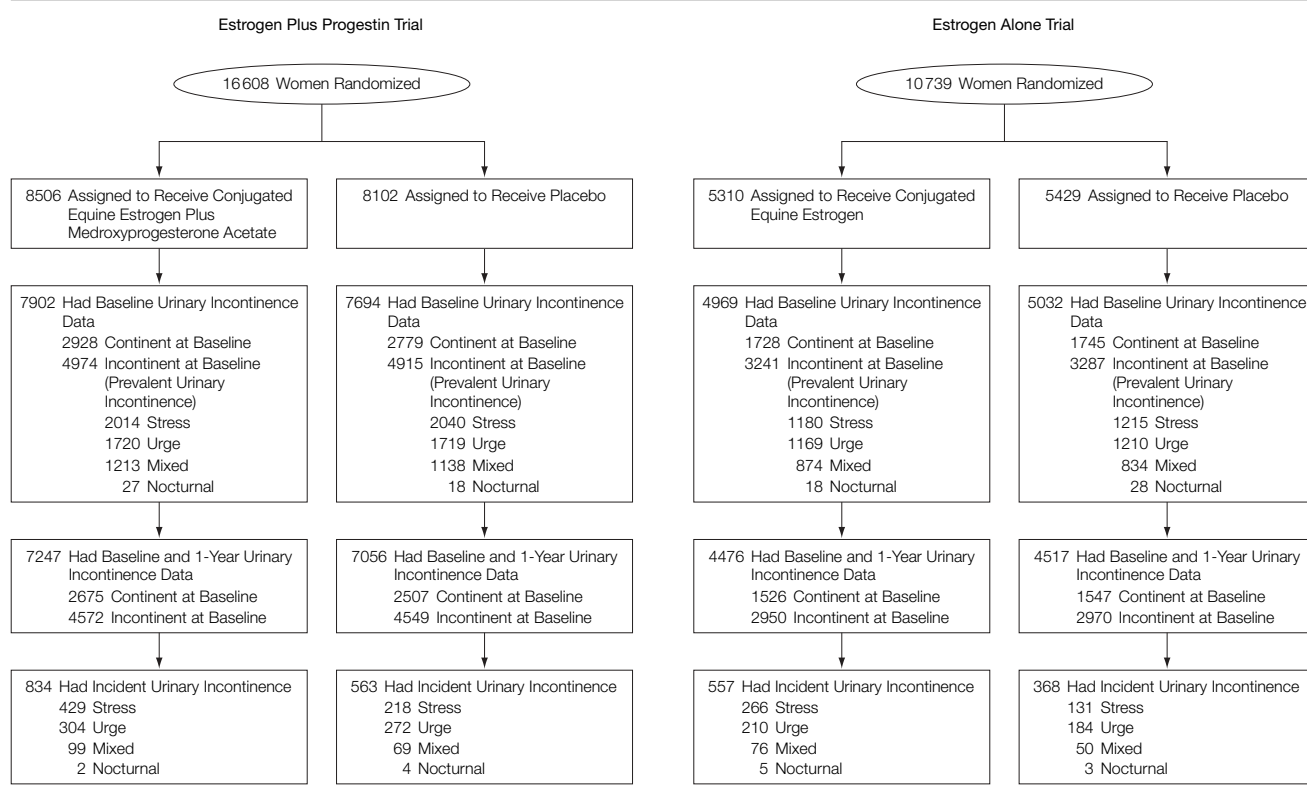 Estrogen Plus Progestin Trial
16 608 Women Randomized
8506 Assigned to Receive Conjugated
Equine Estrogen Plus
Medroxyprogesterone Acetate
8102 Assigned to Receive Placebo
7902 Had Baseline Urinary Incontinence
Data
2928 Continent at Baseline
4974 Incontinent at Baseline
(Prevalent Urinary
Incontinence)
2014 Stress
1720 Urge
1213 Mixed
27 Nocturnal
7694 Had Baseline Urinary Incontinence
Data
2779 Continent at Baseline
4915 Incontinent at Baseline
(Prevalent Urinary
Incontinence)
2040 Stress
1719 Urge
1138 Mixed
18 Nocturnal
7247 Had Baseline and 1-Year Urinary
Incontinence Data
2675 Continent at Baseline
4572 Incontinent at Baseline
7056 Had Baseline and 1-Year Urinary
Incontinence Data
2507 Continent at Baseline
4549 Incontinent at Baseline
834 Had Incident Urinary Incontinence
429 Stress
304 Urge
99 Mixed
2 Nocturnal
563 Had Incident Urinary Incontinence
218 Stress
272 Urge
69 Mixed
4 Nocturnal
Estrogen Alone Trial
10 739 Women Randomized
5310 Assigned to Receive Conjugated
Equine Estrogen
5429 Assigned to Receive Placebo
4969 Had Baseline Urinary Incontinence
Data
1728 Continent at Baseline
3241 Incontinent at Baseline
(Prevalent Urinary
Incontinence)
1180 Stress
1169 Urge
874 Mixed
18 Nocturnal
5032 Had Baseline Urinary Incontinence
Data
1745 Continent at Baseline
3287 Incontinent at Baseline
(Prevalent Urinary
Incontinence)
1215 Stress
1210 Urge
834 Mixed
28 Nocturnal
4476 Had Baseline and 1-Year Urinary
Incontinence Data
1526 Continent at Baseline
2950 Incontinent at Baseline
4517 Had Baseline and 1-Year Urinary
Incontinence Data
1547 Continent at Baseline
2970 Incontinent at Baseline
557 Had Incident Urinary Incontinence
266 Stress
210 Urge
76 Mixed
5 Nocturnal
368 Had Incident Urinary Incontinence
131 Stress
184 Urge
50 Mixed
3 Nocturnal